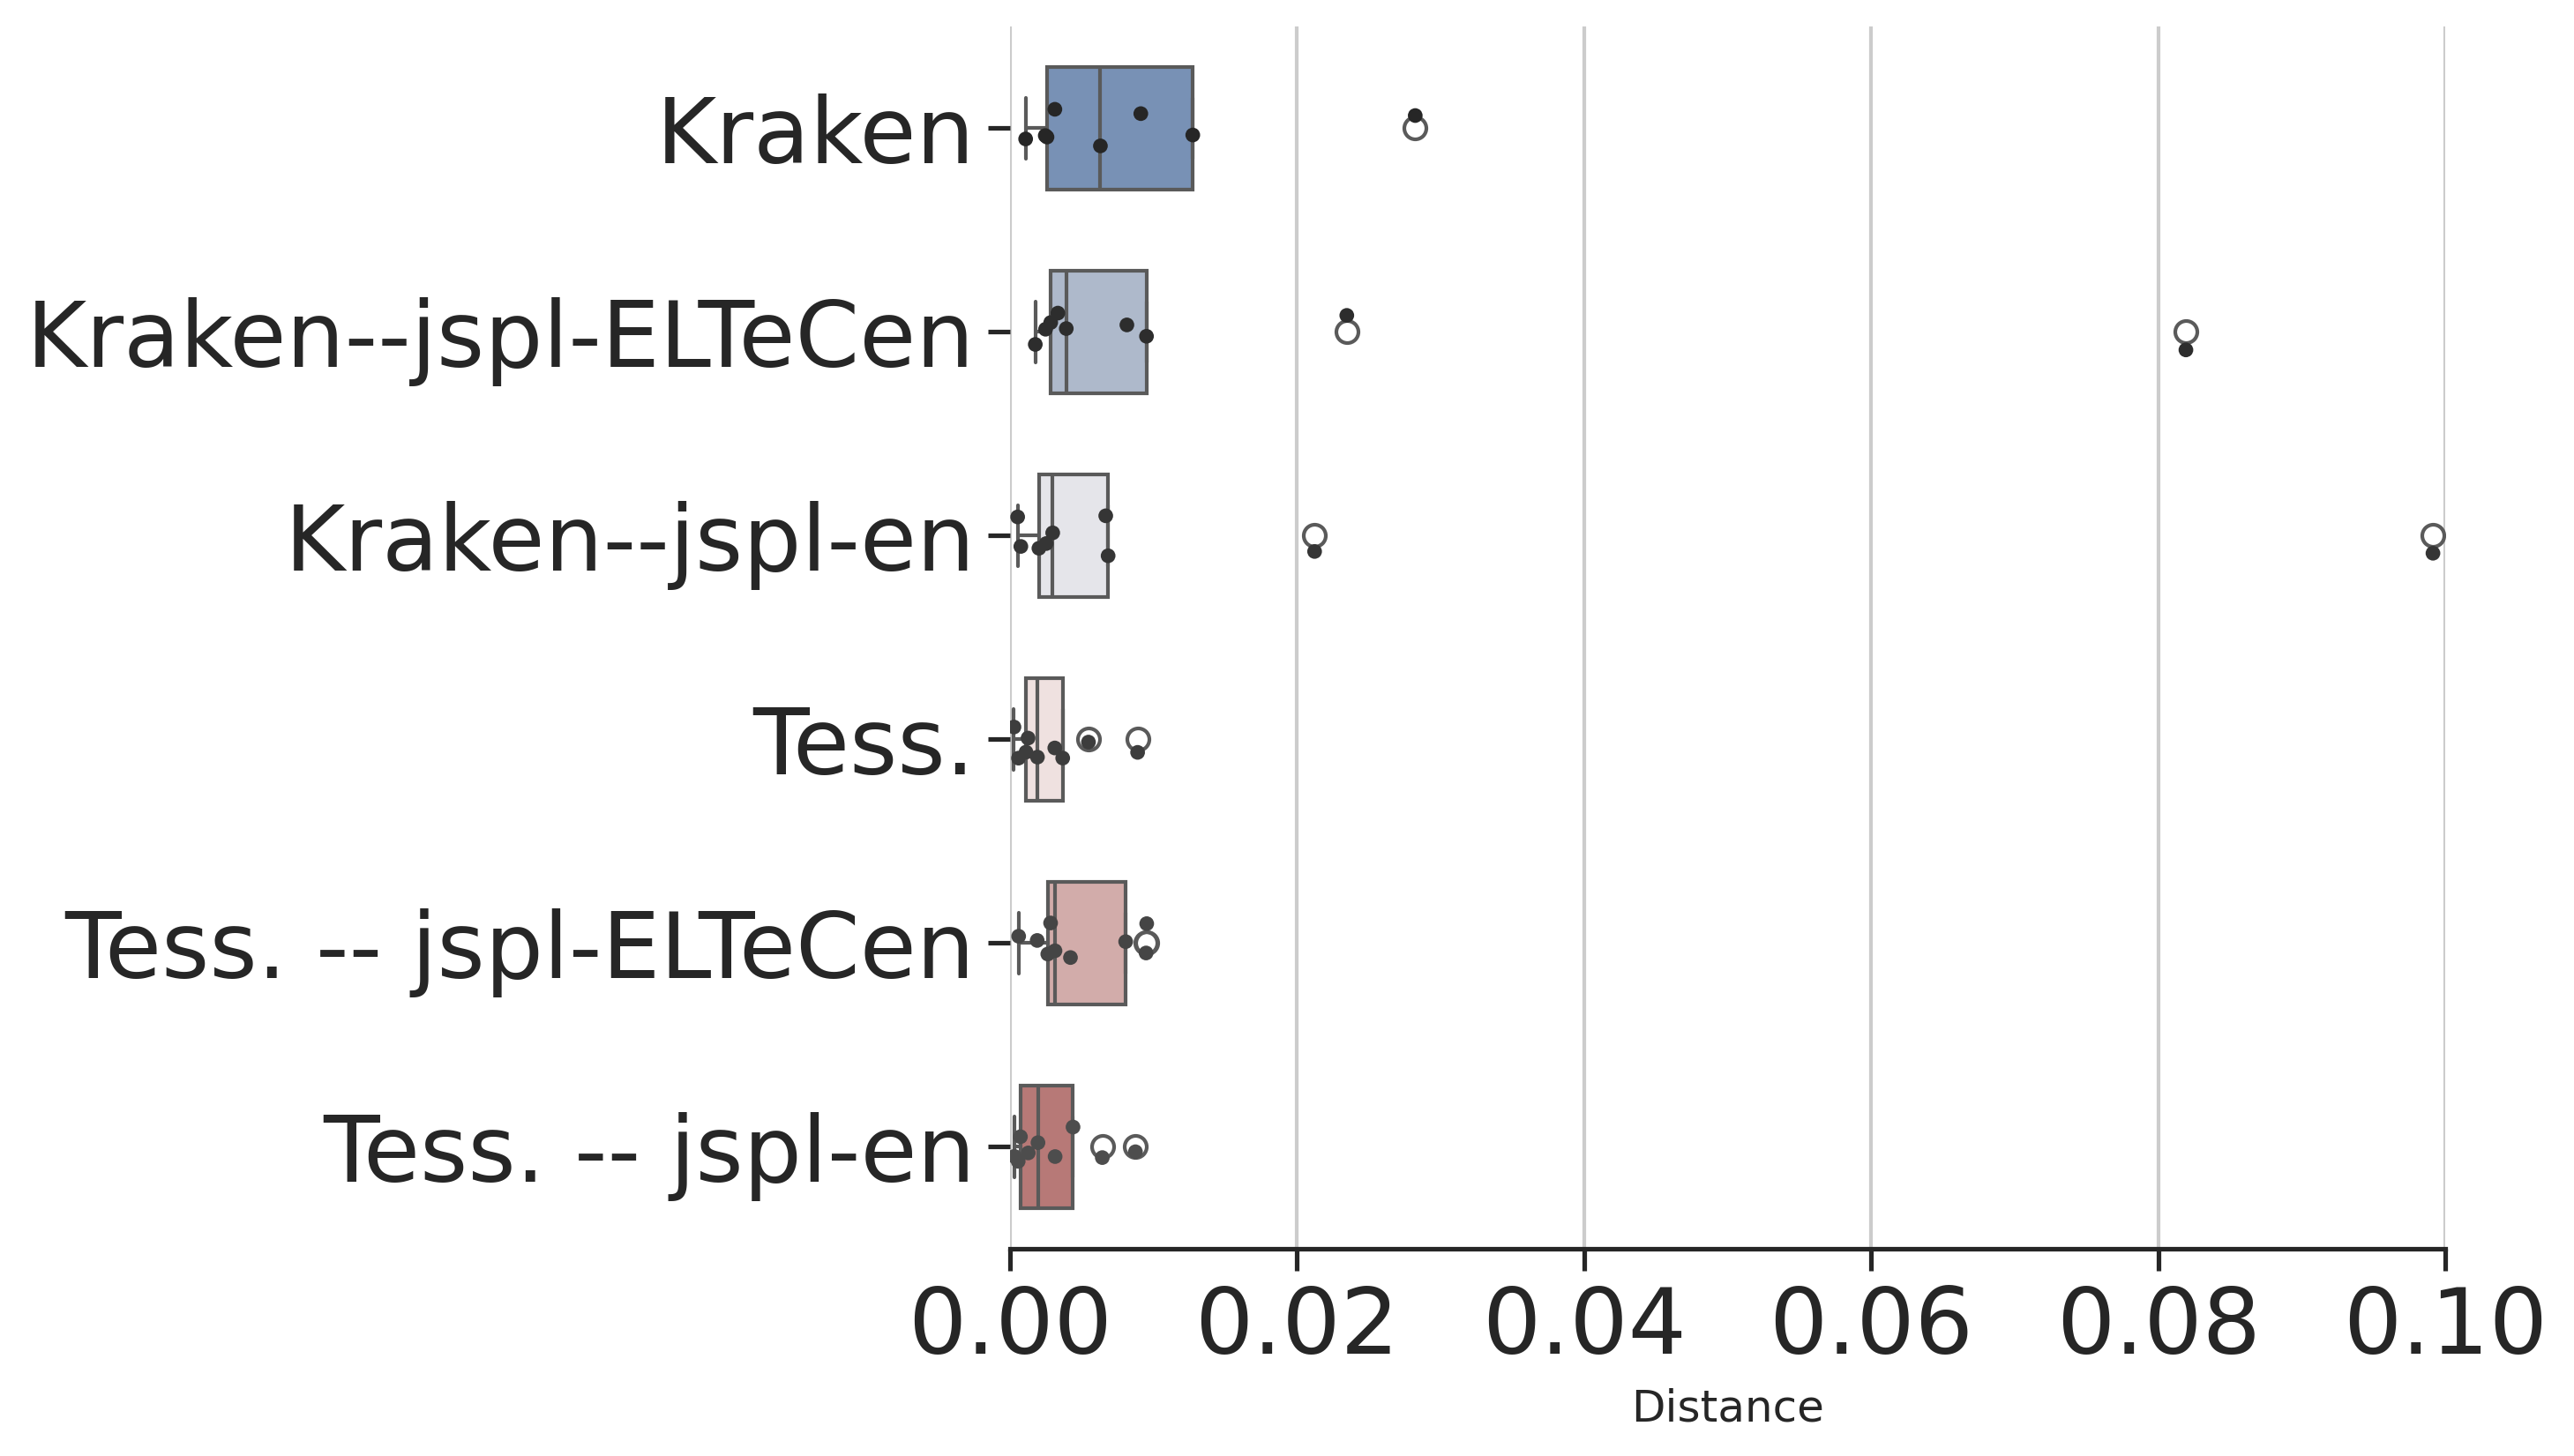 Kraken
Kraken--jspl-ELTeCen
Kraken--jspl-en
Tess.
Tess. -- jspl-ELTeCen
Tess. -- jspl-en
0.00 0.02 0.04 0.06 0.08 0.10
Distance